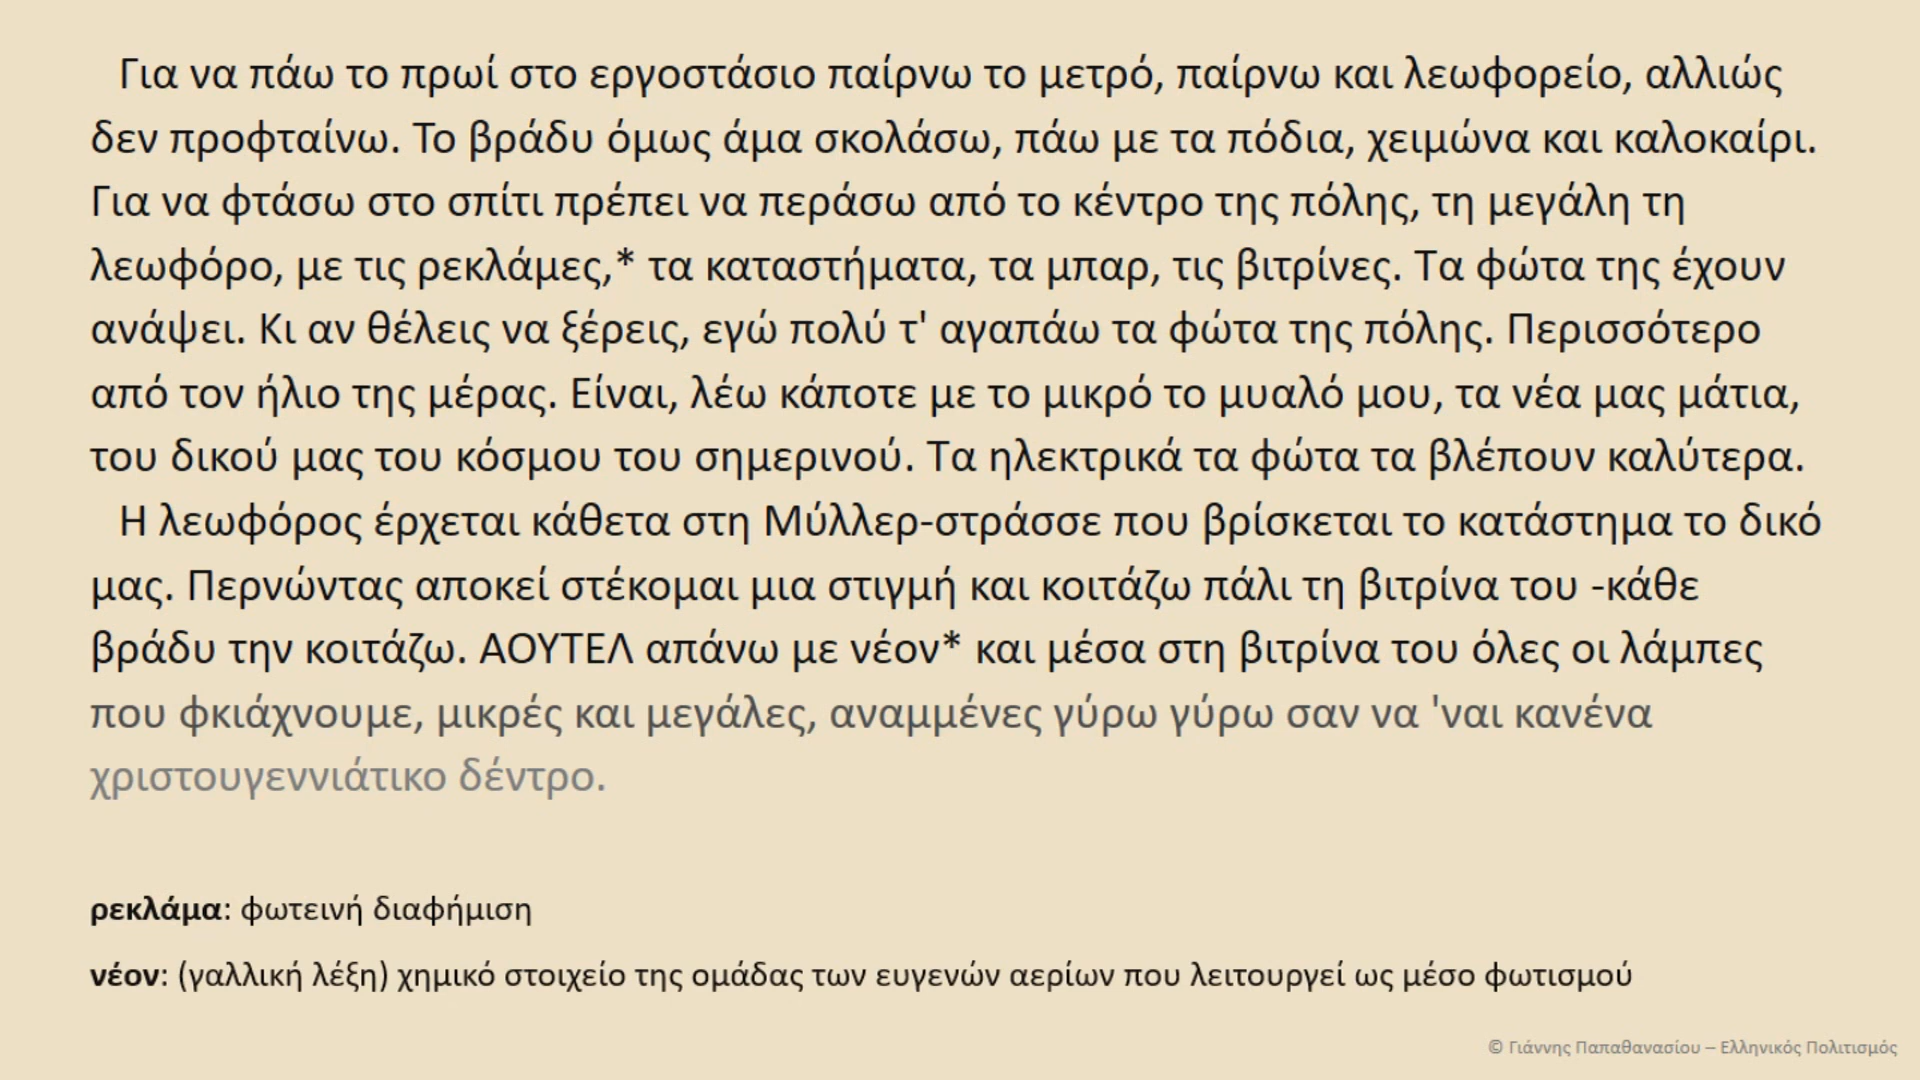 Για να πάω το πρωί στο εργοστάσιο παίρνω το μετρό, παίρνω και λεωφορείο, αλλιώς
δεν προφταίνω. Το βράδυ όμως άμα σκολάσω, πάω με τα πόδια, χειμώνα και καλοκαίρι.
Για να φτάσω στο σπίτι πρέπει να περάσω από το κέντρο της πόλης, τη μεγάλη τη
λεωφόρο, με τις ρεκλάμες,* τα καταστήματα, τα μπαρ, τις βιτρίνες. Τα φώτα της έχουν
ανάψει. Κι αν θέλεις να ξέρεις, εγώ πολύ τ' αγαπάω τα φώτα της πόλης. Περισσότερο
από τον ήλιο της μέρας. Είναι, λέω κάποτε με το μικρό το μυαλό μου, τα νέα μας μάτια,
του δικού μας του κόσμου του σημερινού. Τα ηλεκτρικά τα φώτα τα βλέπουν καλύτερα.
Η λεωφόρος έρχεται κάθετα στη Μύλλερ-στράσσε που βρίσκεται το κατάστημα το δικό
μας. Περνώντας αποκεί στέκομαι μια στιγμή και κοιτάζω πάλι τη βιτρίνα του -κάθε
βράδυ την κοιτάζω. ΑΟΥΤΕΛ απάνω με νέον* και μέσα στη βιτρίνα του όλες οι λάμπες
που φκιάχνουμε, μικρές και μεγάλες, αναμμένες γύρω γύρω σαν να 'ναι κανένα
χριστουγεννιάτικο δέντρο.
ρεκλάμα: φωτεινή διαφήμιση
νέον: (γαλλική λέξη) χημικό στοιχείο της ομάδας των ευγενών αερίων που λειτουργεί ως μέσο φωτισμού
© Γιάννης Παπαθανασίου – Ελληνικός Πολιτισμός